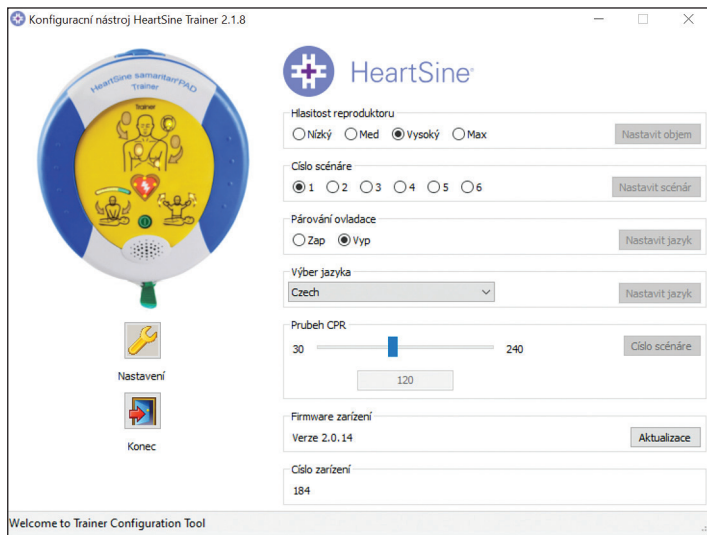 Konfiguracní nástroj HeartSine Trainer 2.1.8
HeartSine samaritan PAD
Trainer
Trainer
HeartSine
Hlasitost reproduktoru
Nízký Med Vysoký Max Nastavit objem
Císlo scénáre
1 2 3 4 5 6 Nastavit scénár
Párování ovladace
Zap Vyp Nastavit jazyk
Výber jazyka
Czech Nastavit jazyk
Prubeh CPR
30 240 Císlo scénáre
120
Nastavení
Konec
Firmware zarízení
Verze 2.0.14 Aktualizace
Císlo zarízení
184
Welcome to Trainer Configuration Tool